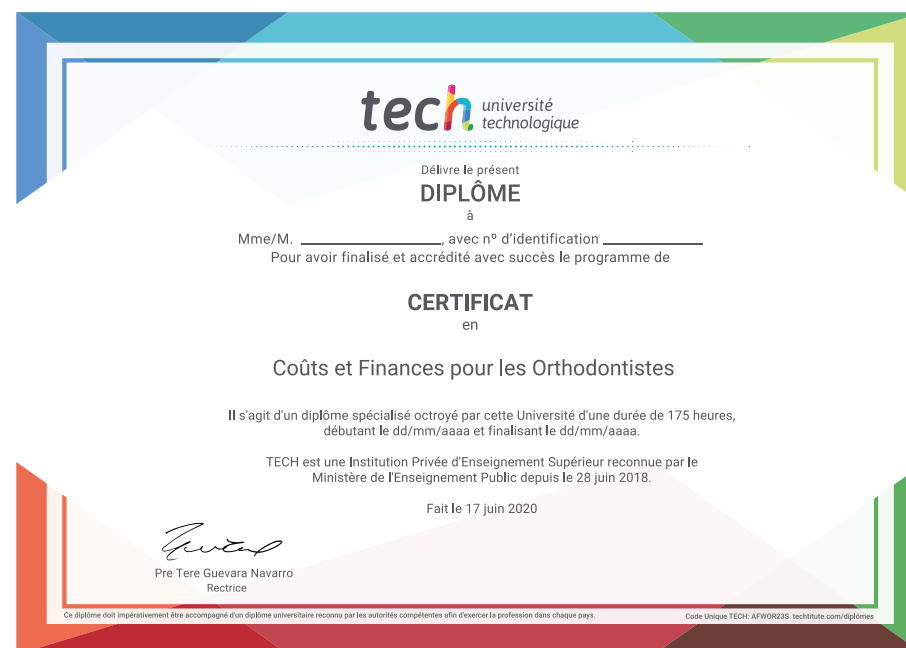 tech université
technologique
Délivre le présent
DIPLÔME
à
Mme/M. ____________________, avec nº d'identification ______________
Pour avoir finalisé et accrédité avec succès le programme de
CERTIFICAT
en
Coûts et Finances pour les Orthodontistes
Il s'agit d'un diplôme spécialisé octroyé par cette Université d'une durée de 175 heures,
débutant le dd/mm/aaaa et finalisant le dd/mm/aaaa.
TECH est une Institution Privée d'Enseignement Supérieur reconnue par le
Ministère de l'Enseignement Public depuis le 28 juin 2018.
Fait le 17 juin 2020
Pre Tere Guevara Navarro
Rectrice
Ce diplôme doit impérativement être accompagné d'un diplôme universitaire reconnu par les autorités compétentes afin d'exercer la profession dans chaque pays.
Code Unique TECH: AFWOR23S techtitute.com/diplômes